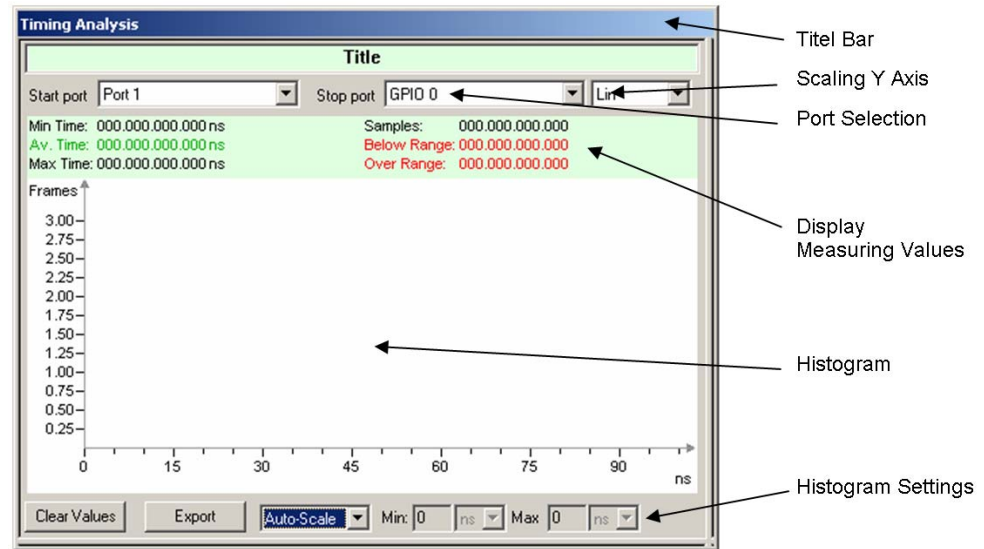 Timing Analysis
Titel Bar
Title
Scaling Y Axis
Start port Port 1 Stop port GPIO 0 Lin
Port Selection
Min Time: 000.000.000.000 ns Samples: 000.000.000.000
Av. Time: 000.000.000.000 ns Below Range: 000.000.000.000
Max Time: 000.000.000.000 ns Over Range: 000.000.000.000
Display
Measuring Values
Frames
3.00
2.75
2.50
2.25
2.00
1.75
1.50
1.25
Histogram
1.00
0.75
0.50
0.25
0 15 30 45 60 75 90
ns
Histogram Settings
Clear Values Export Auto-Scale Min: 0 ns Max 0 ns